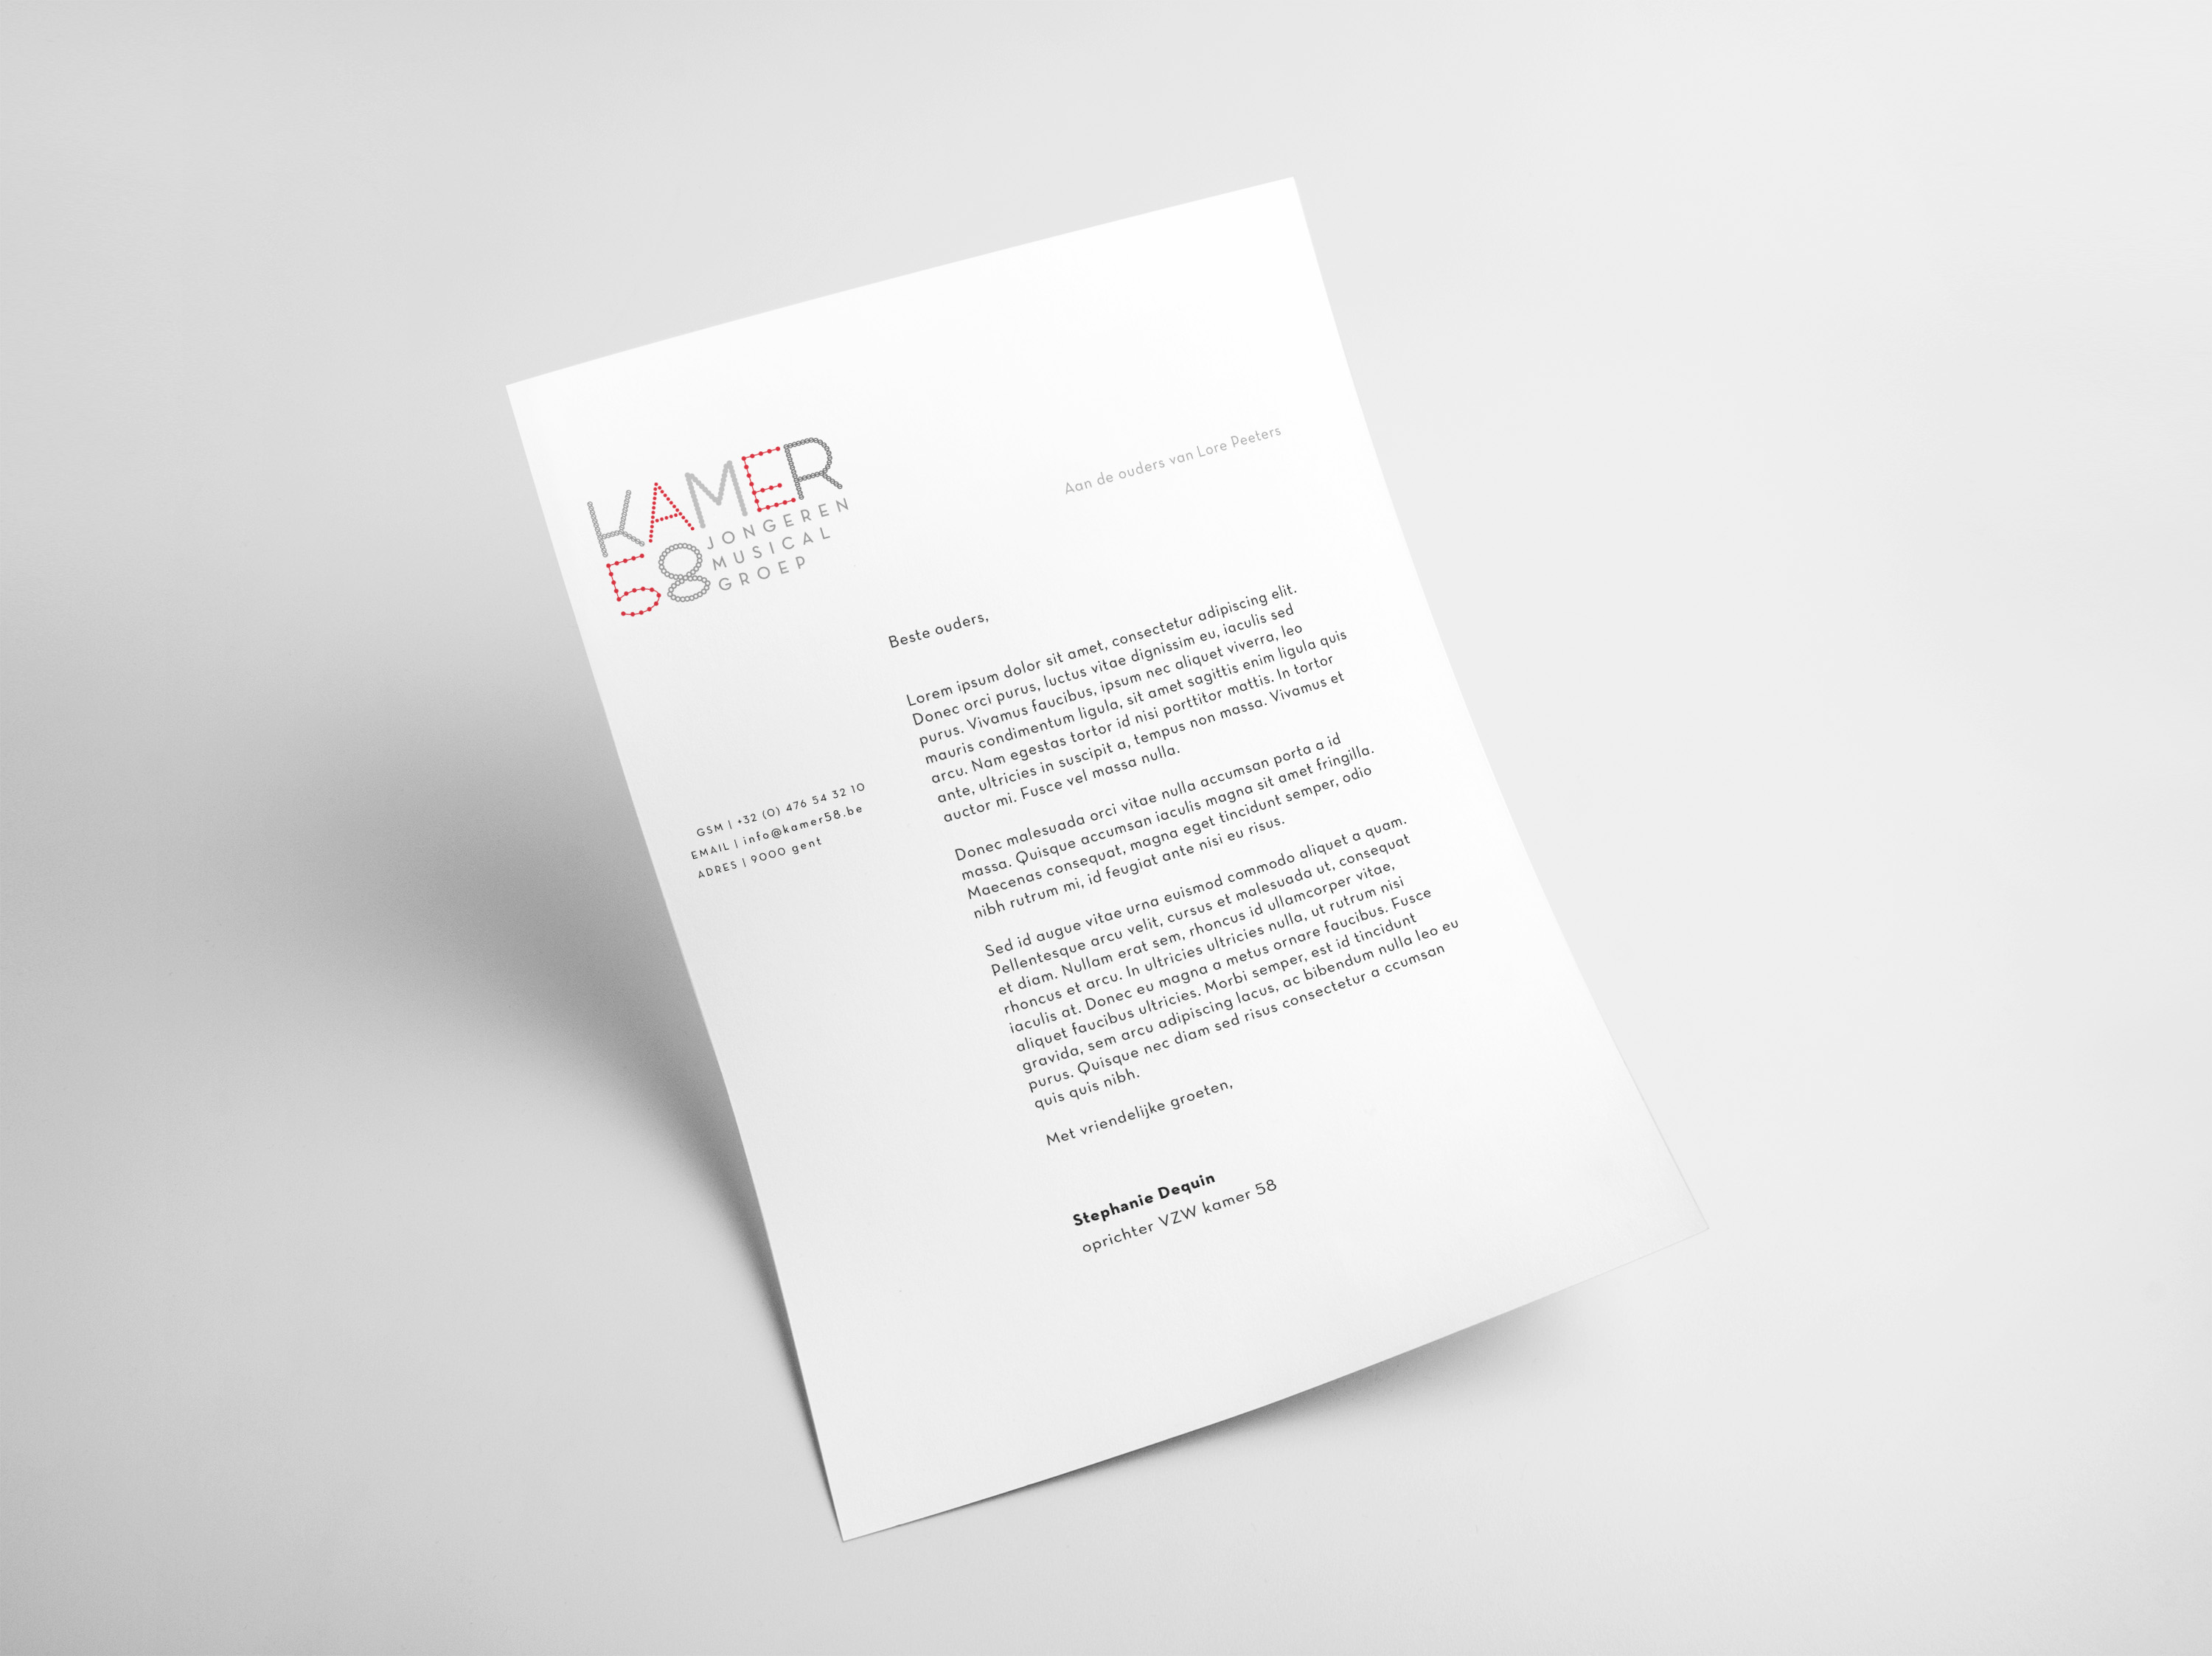 KAMER
58 JONGEREN
MUSICAL
GROEP
Aan de ouders van Lore Peeters
GSM | +32 (0) 476 54 32 10
EMAIL | info@kamer58.be
ADRES | 9000 gent
Beste ouders,
Lorem ipsum dolor sit amet, consectetur adipiscing elit.
Donec orci purus, luctus vitae dignissim eu, iaculis sed
purus. Vivamus faucibus, ipsum nec aliquet viverra, leo
mauris condimentum ligula, sit amet sagittis enim ligula quis
arcu. Nam egestas tortor id nisi porttitor mattis. In tortor
ante, ultricies in suscipit a, tempus non massa. Vivamus et
auctor mi. Fusce vel massa nulla.
Donec malesuada orci vitae nulla accumsan porta a id
massa. Quisque accumsan iaculis magna sit amet fringilla.
Maecenas consequat, magna eget tincidunt semper, odio
nibh rutrum mi, id feugiat ante nisi eu risus.
Sed id augue vitae urna euismod commodo aliquet a quam.
Pellentesque arcu velit, cursus et malesuada ut, consequat
et diam. Nullam erat sem, rhoncus id ullamcorper vitae,
rhoncus et arcu. In ultricies ultricies nulla, ut rutrum nisi
iaculis at. Donec eu magna a metus ornare faucibus. Fusce
aliquet faucibus ultricies. Morbi semper, est id tincidunt
gravida, sem arcu adipiscing lacus, ac bibendum nulla leo eu
purus. Quisque nec diam sed risus consectetur a ccumsan
quis quis nibh.
Met vriendelijke groeten,
Stephanie Dequin
oprichter VZW kamer 58